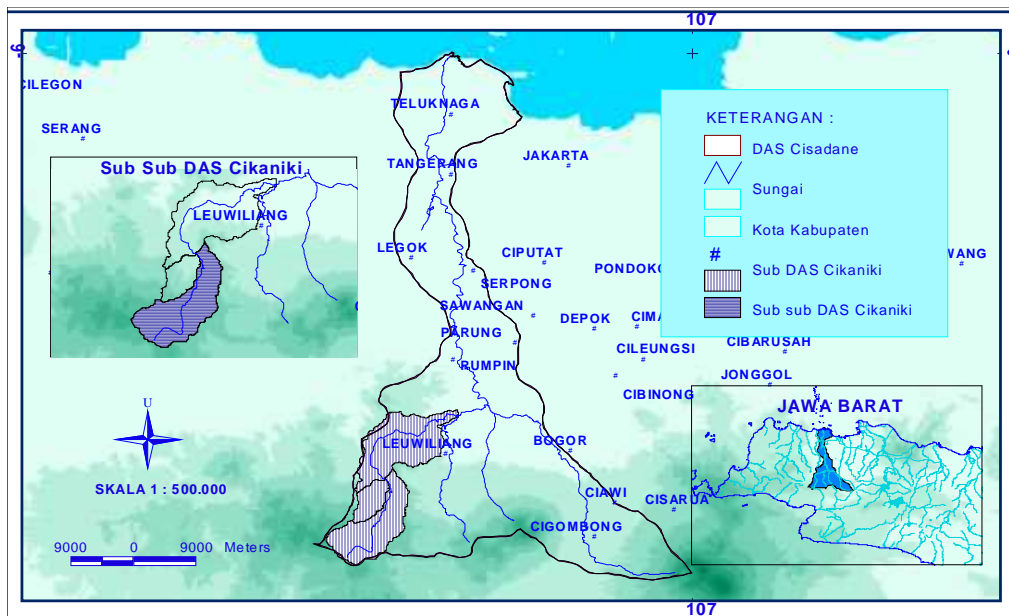 107
-6
CILEGON
SERANG
TELUKNAGA
TANGERANG
JAKARTA
KETERANGAN :
DAS Cisadane
Sungai
Kota Kabupaten
#
Sub DAS Cikaniki
Sub sub DAS Cikaniki
Sub Sub DAS Cikaniki
LEUWILIANG
LEGOK
CIPUTAT
SERPONG
PONDOK
WANG
SAWANGAN
DEPOK
CIMA
PARUNG
CILEUNGSI
CIBARUSAH
RUMPIN
JONGGOL
CIBINONG
JAWA BARAT
U
LEUWILIANG
BOGOR
SKALA 1 : 500.000
CIAWI
CISARUA
CIGOMBONG
9000 0 9000 Meters
107